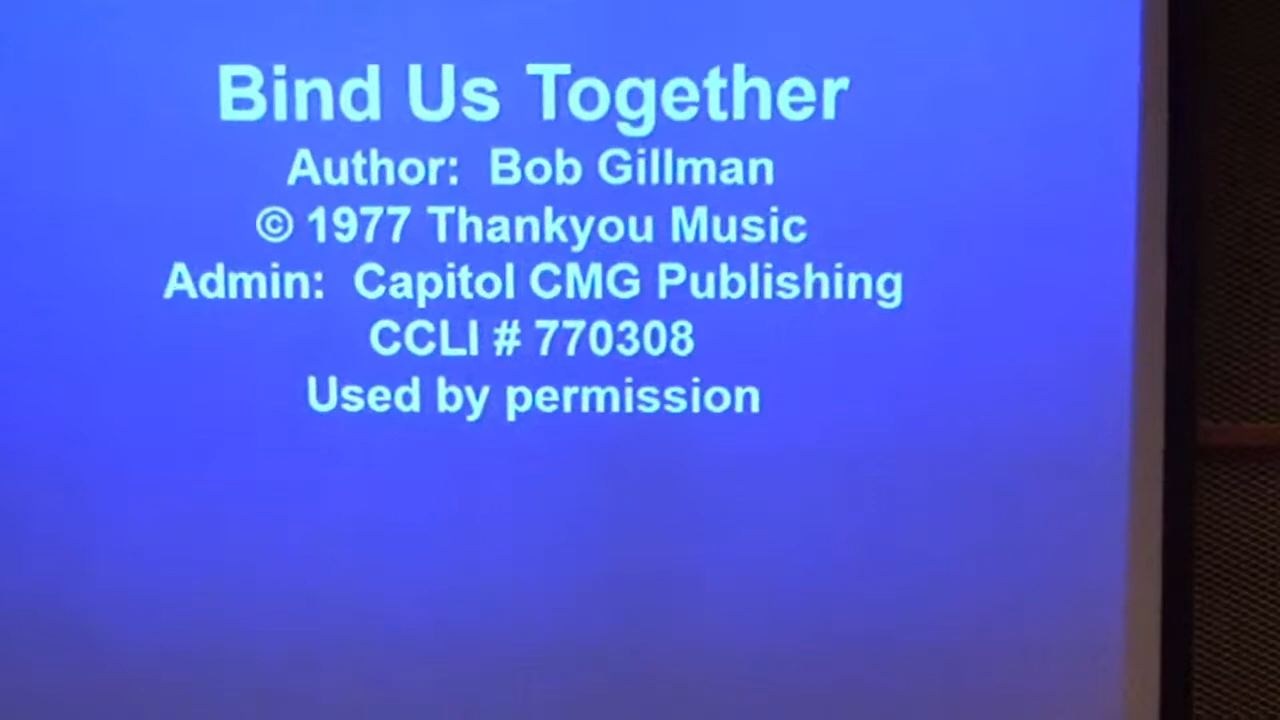 Bind Us Together
Author: Bob Gillman
© 1977 Thankyou Music
Admin: Capitol CMG Publishing
CCLI # 770308
Used by permission